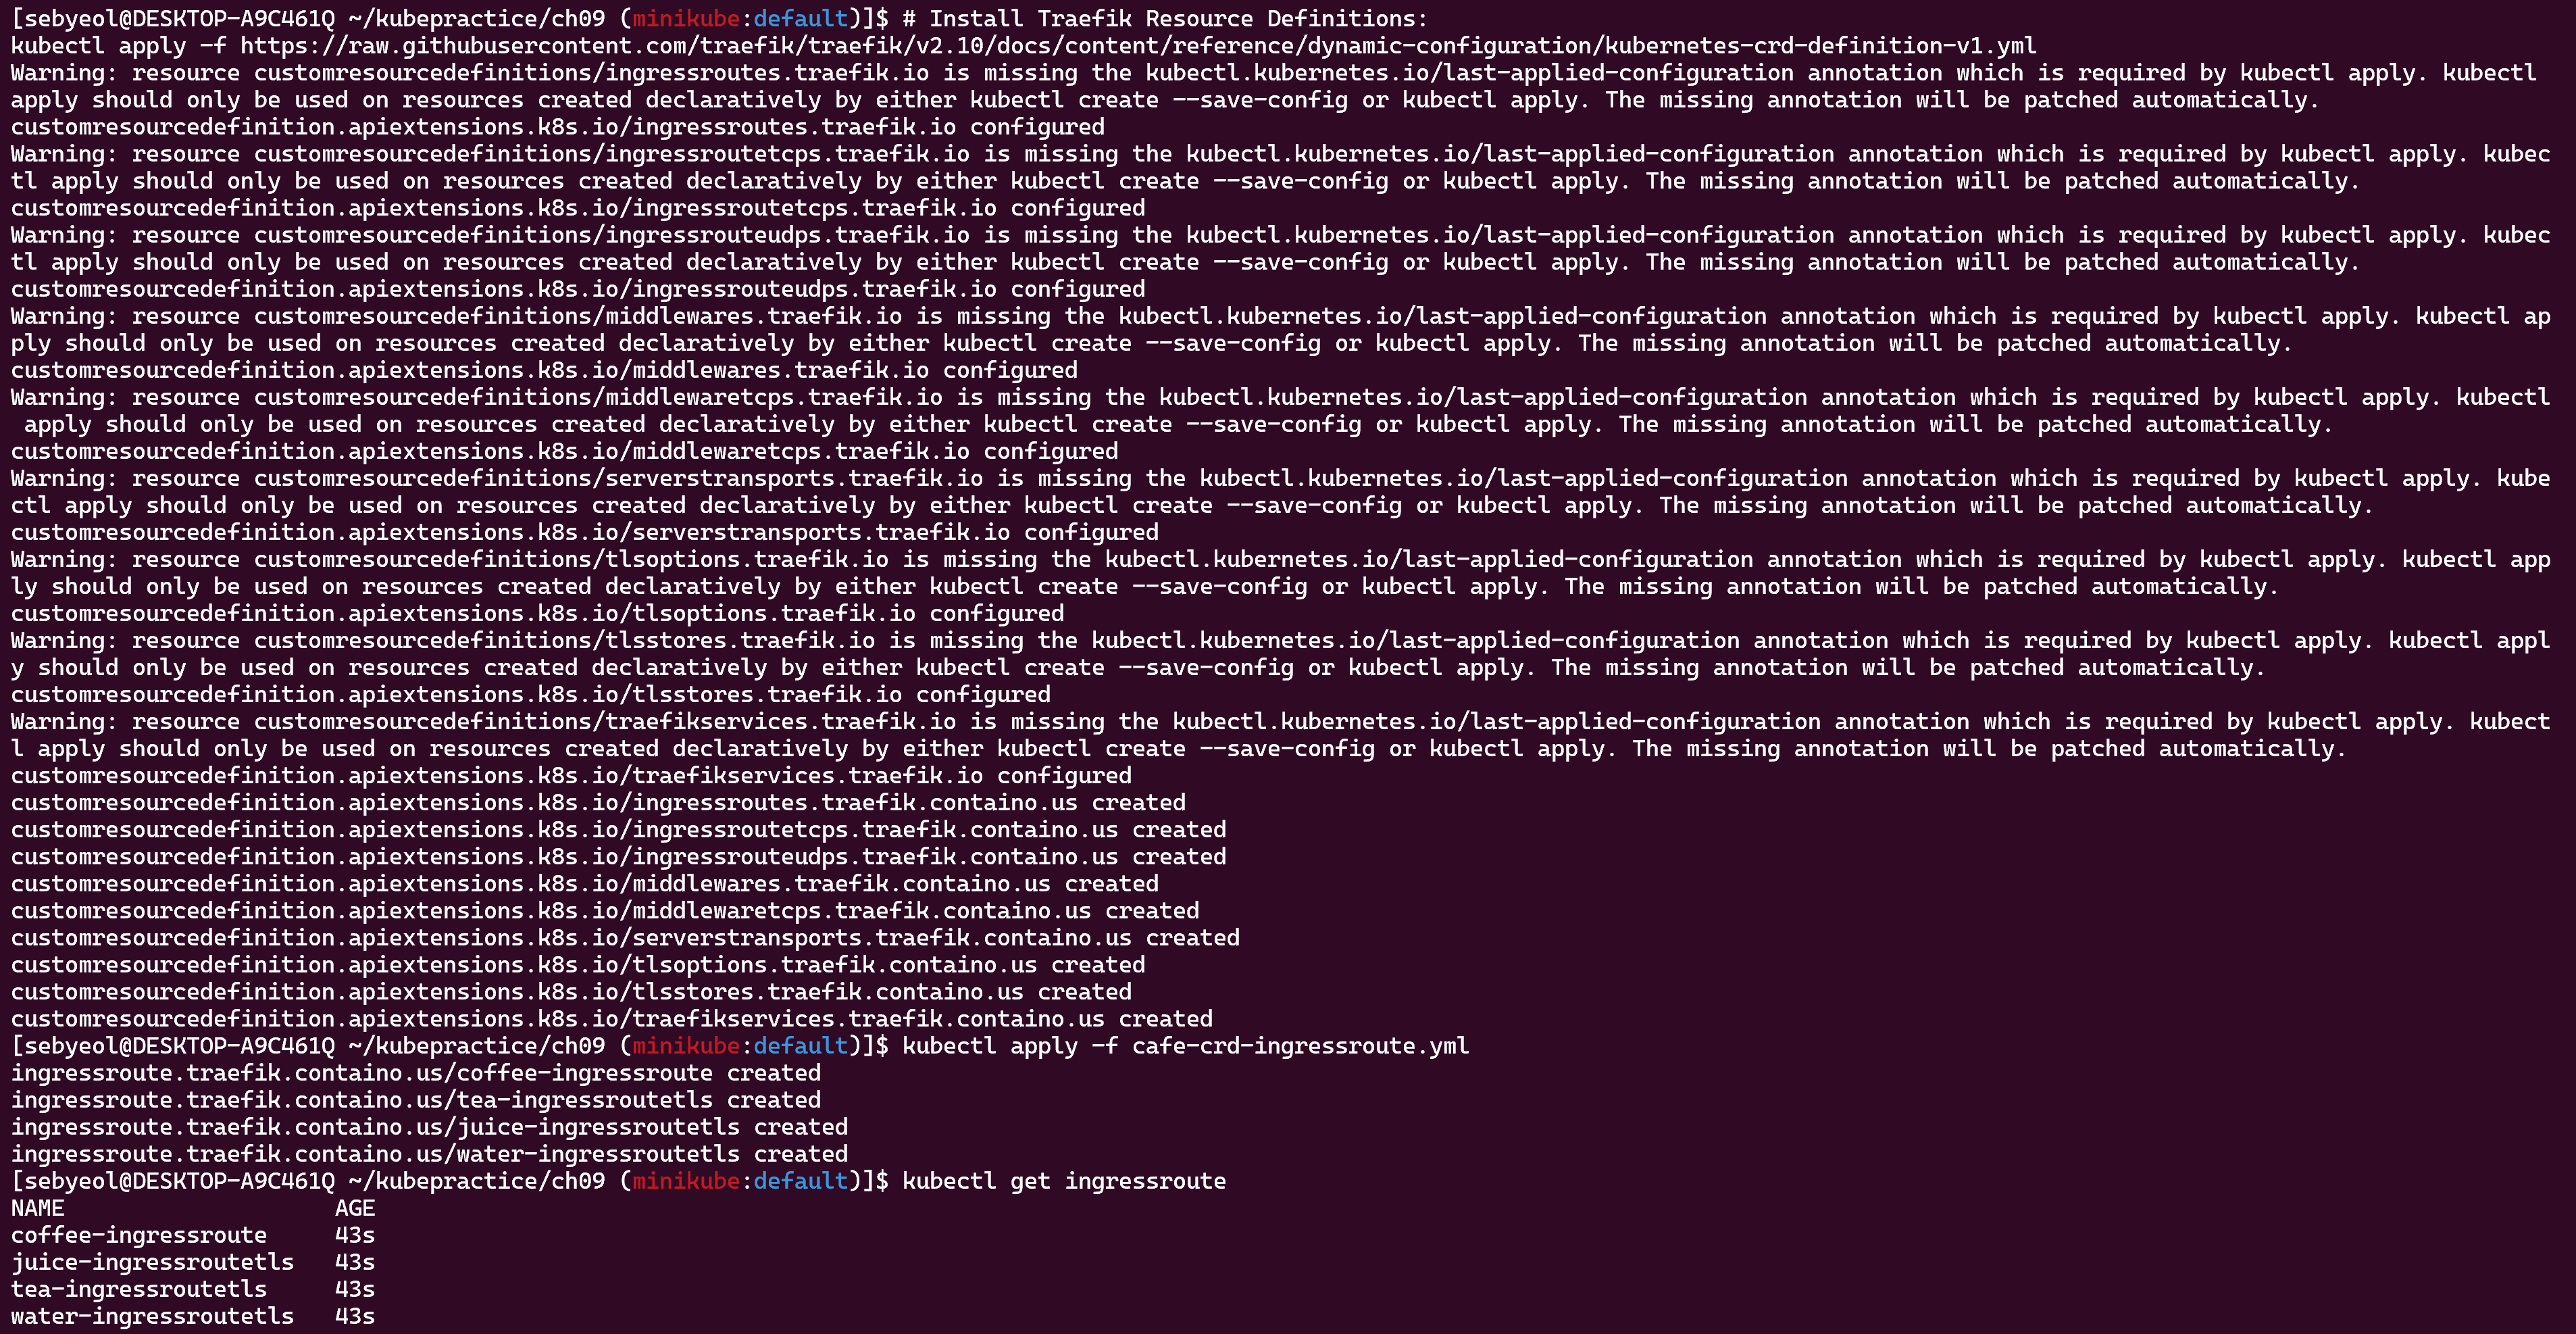 [sebyeol@DESKTOP-A9C461Q ~/kubepractice/ch09 (minikube:default)]$ # Install Traefik Resource Definitions:
kubectl apply -f https://raw.githubusercontent.com/traefik/traefik/v2.10/docs/content/reference/dynamic-configuration/kubernetes-crd-definition-v1.yml
Warning: resource customresourcedefinitions/ingressroutes.traefik.io is missing the kubectl.kubernetes.io/last-applied-configuration annotation which is required by kubectl apply. kubectl
apply should only be used on resources created declaratively by either kubectl create --save-config or kubectl apply. The missing annotation will be patched automatically.
customresourcedefinition.apiextensions.k8s.io/ingressroutes.traefik.io configured
Warning: resource customresourcedefinitions/ingressroutetcps.traefik.io is missing the kubectl.kubernetes.io/last-applied-configuration annotation which is required by kubectl apply. kubec
tl apply should only be used on resources created declaratively by either kubectl create --save-config or kubectl apply. The missing annotation will be patched automatically.
customresourcedefinition.apiextensions.k8s.io/ingressroutetcps.traefik.io configured
Warning: resource customresourcedefinitions/ingressrouteudps.traefik.io is missing the kubectl.kubernetes.io/last-applied-configuration annotation which is required by kubectl apply. kubec
tl apply should only be used on resources created declaratively by either kubectl create --save-config or kubectl apply. The missing annotation will be patched automatically.
customresourcedefinition.apiextensions.k8s.io/ingressrouteudps.traefik.io configured
Warning: resource customresourcedefinitions/middlewares.traefik.io is missing the kubectl.kubernetes.io/last-applied-configuration annotation which is required by kubectl apply. kubectl ap
ply should only be used on resources created declaratively by either kubectl create --save-config or kubectl apply. The missing annotation will be patched automatically.
customresourcedefinition.apiextensions.k8s.io/middlewares.traefik.io configured
Warning: resource customresourcedefinitions/middlewaretcps.traefik.io is missing the kubectl.kubernetes.io/last-applied-configuration annotation which is required by kubectl apply. kubectl
 apply should only be used on resources created declaratively by either kubectl create --save-config or kubectl apply. The missing annotation will be patched automatically.
customresourcedefinition.apiextensions.k8s.io/middlewaretcps.traefik.io configured
Warning: resource customresourcedefinitions/serverstransports.traefik.io is missing the kubectl.kubernetes.io/last-applied-configuration annotation which is required by kubectl apply. kube
ctl apply should only be used on resources created declaratively by either kubectl create --save-config or kubectl apply. The missing annotation will be patched automatically.
customresourcedefinition.apiextensions.k8s.io/serverstransports.traefik.io configured
Warning: resource customresourcedefinitions/tlsoptions.traefik.io is missing the kubectl.kubernetes.io/last-applied-configuration annotation which is required by kubectl apply. kubectl app
ly should only be used on resources created declaratively by either kubectl create --save-config or kubectl apply. The missing annotation will be patched automatically.
customresourcedefinition.apiextensions.k8s.io/tlsoptions.traefik.io configured
Warning: resource customresourcedefinitions/tlsstores.traefik.io is missing the kubectl.kubernetes.io/last-applied-configuration annotation which is required by kubectl apply. kubectl appl
y should only be used on resources created declaratively by either kubectl create --save-config or kubectl apply. The missing annotation will be patched automatically.
customresourcedefinition.apiextensions.k8s.io/tlsstores.traefik.io configured
Warning: resource customresourcedefinitions/traefikservices.traefik.io is missing the kubectl.kubernetes.io/last-applied-configuration annotation which is required by kubectl apply. kubect
l apply should only be used on resources created declaratively by either kubectl create --save-config or kubectl apply. The missing annotation will be patched automatically.
customresourcedefinition.apiextensions.k8s.io/traefikservices.traefik.io configured
customresourcedefinition.apiextensions.k8s.io/ingressroutes.traefik.containo.us created
customresourcedefinition.apiextensions.k8s.io/ingressroutetcps.traefik.containo.us created
customresourcedefinition.apiextensions.k8s.io/ingressrouteudps.traefik.containo.us created
customresourcedefinition.apiextensions.k8s.io/middlewares.traefik.containo.us created
customresourcedefinition.apiextensions.k8s.io/middlewaretcps.traefik.containo.us created
customresourcedefinition.apiextensions.k8s.io/serverstransports.traefik.containo.us created
customresourcedefinition.apiextensions.k8s.io/tlsoptions.traefik.containo.us created
customresourcedefinition.apiextensions.k8s.io/tlsstores.traefik.containo.us created
customresourcedefinition.apiextensions.k8s.io/traefikservices.traefik.containo.us created
[sebyeol@DESKTOP-A9C461Q ~/kubepractice/ch09 (minikube:default)]$ kubectl apply -f cafe-crd-ingressroute.yml
ingressroute.traefik.containo.us/coffee-ingressroute created
ingressroute.traefik.containo.us/tea-ingressroutetls created
ingressroute.traefik.containo.us/juice-ingressroutetls created
ingressroute.traefik.containo.us/water-ingressroutetls created
[sebyeol@DESKTOP-A9C461Q ~/kubepractice/ch09 (minikube:default)]$ kubectl get ingressroute
NAME                    AGE
coffee-ingressroute     43s
juice-ingressroutetls   43s
tea-ingressroutetls     43s
water-ingressroutetls   43s